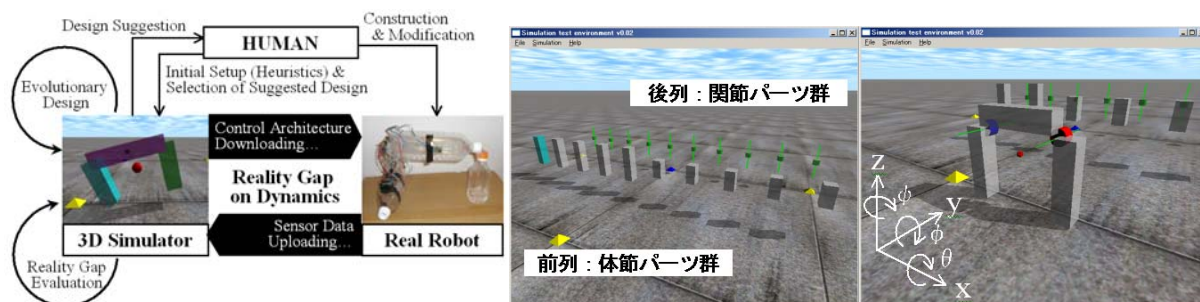 Design Suggestion
HUMAN
Construction
& Modification
Initial Setup (Heuristics) &
Selection of Suggested Design
Evolutionary
Design
Control Architecture
Downloading...
Reality Gap
on Dynamics
Sensor Data
Uploading...
3D Simulator
Real Robot
Reality Gap
Evaluation
Simulation test environment v0.02
File Simulation Help
後列：関節パーツ群
前列：体節パーツ群
Simulation test environment v0.02
File Simulation Help
z
ψ
y
φ
θ
x